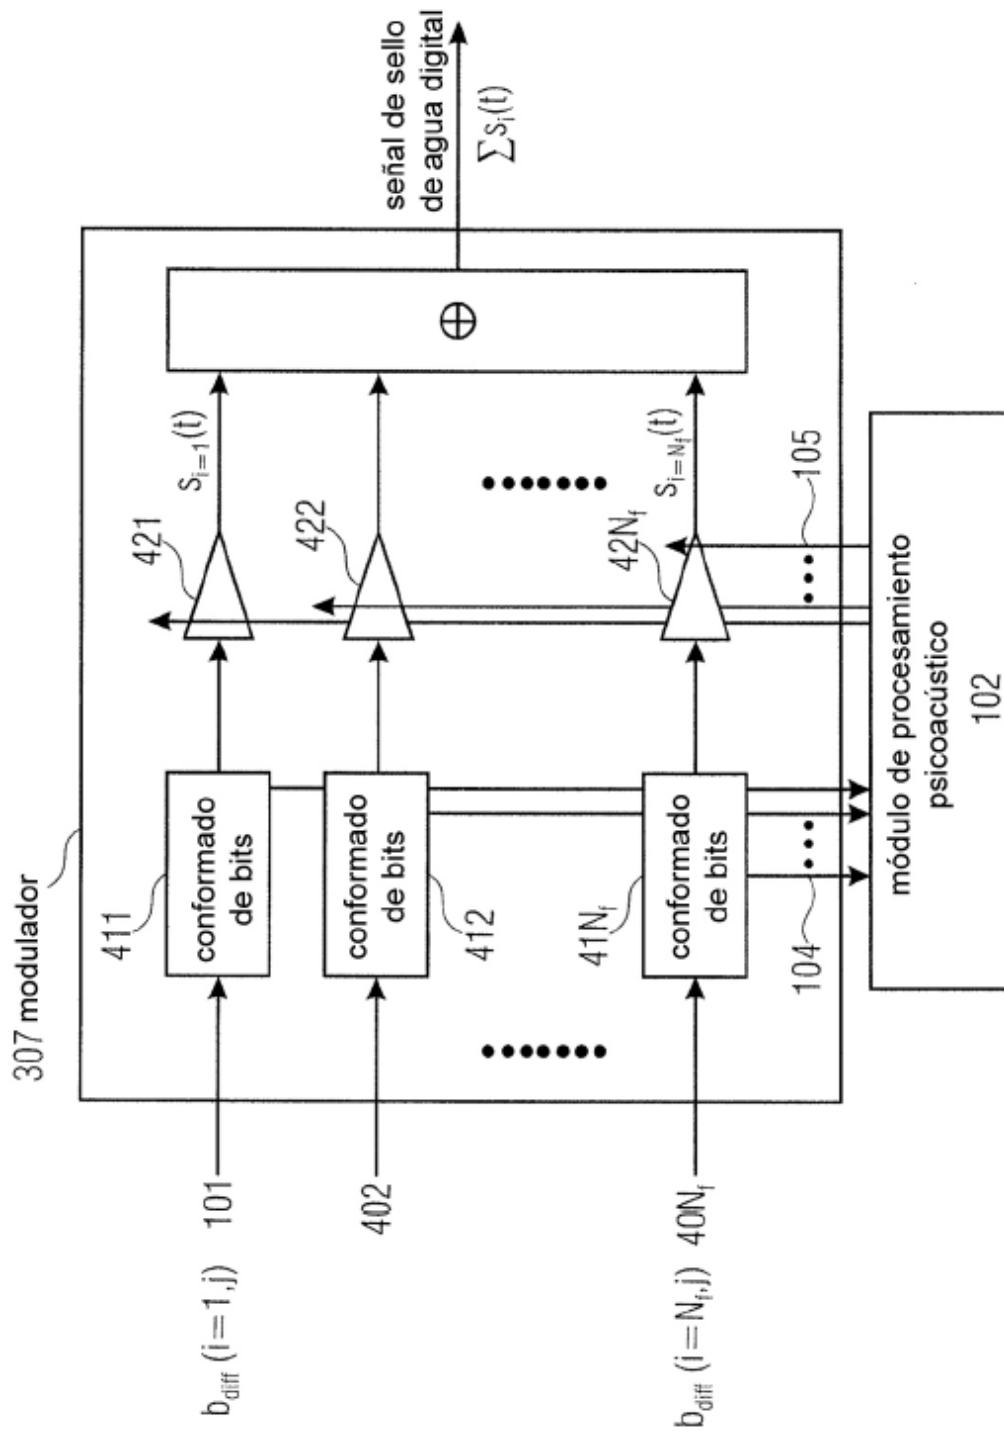 307 modulador
b_diff (i=1,j) 101
411
conformado
de bits
421
s_{i=1}(t)
402
conformado
de bits
412
422
⊕
señal de sello
de agua digital
∑s_i(t)
b_diff (i=N_f,j) 40N_f
41N_f
conformado
de bits
42N_f
s_{i=N_f}(t)
104
105
módulo de procesamiento
psicoacústico
102